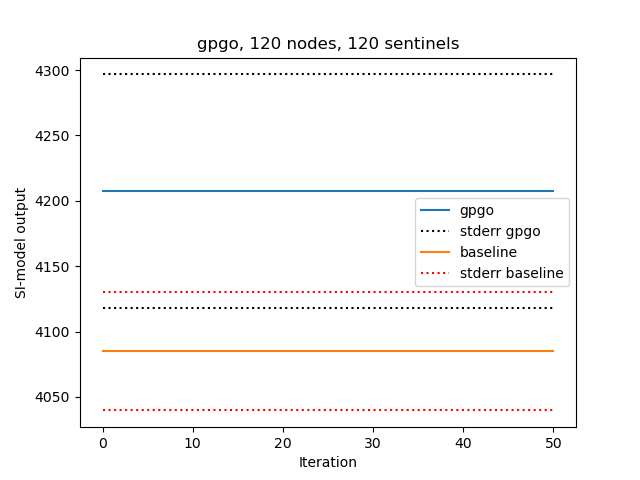 gpgo, 120 nodes, 120 sentinels
4300
4250
4200
4150
4100
4050
SI-model output
gpgo
stderr gpgo
baseline
stderr baseline
0 10 20 30 40 50
Iteration